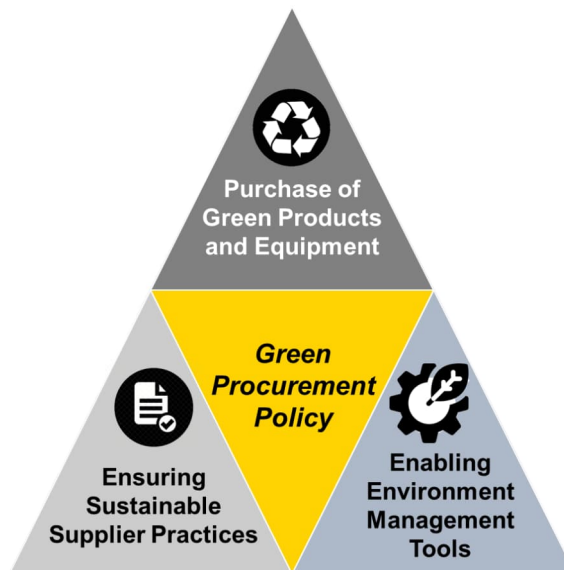 Purchase of
Green Products
and Equipment
Green
Procurement
Policy
Ensuring
Sustainable
Supplier Practices
Enabling
Environment
Management
Tools